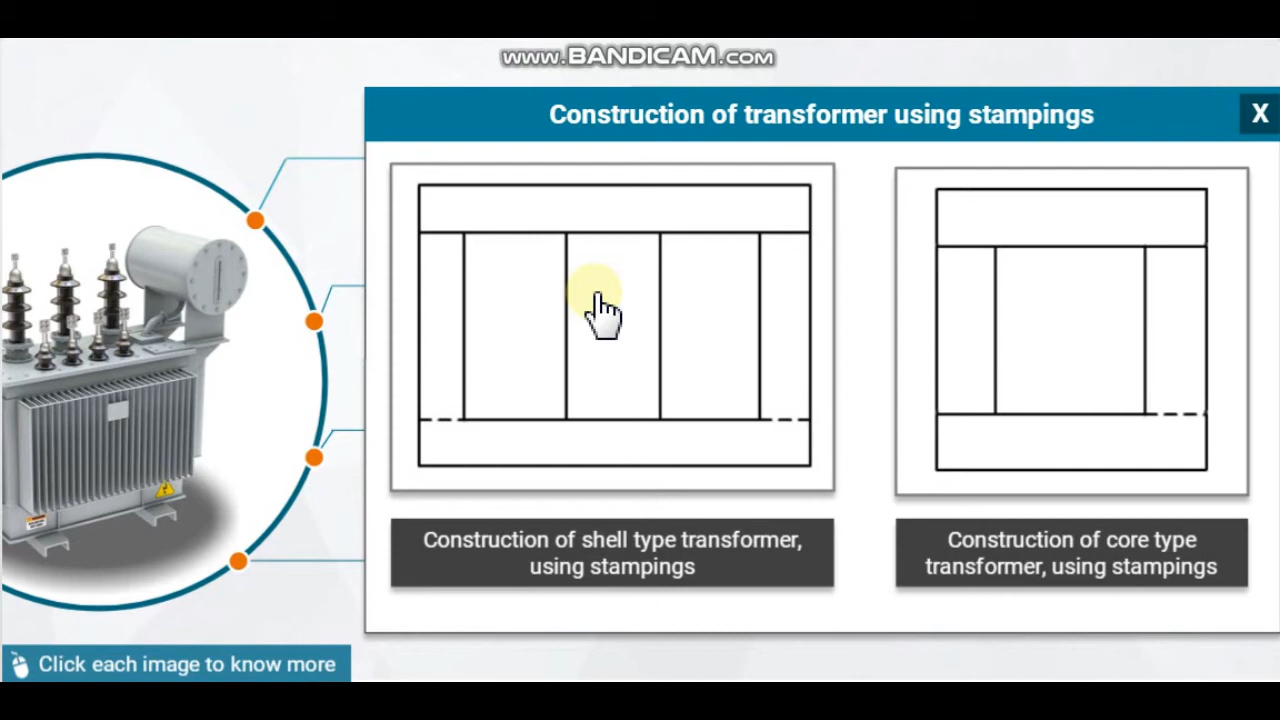 WWW.BANDICAM.COM
Construction of transformer using stampings
X
Construction of shell type transformer,
using stampings
Construction of core type
transformer, using stampings
Click each image to know more